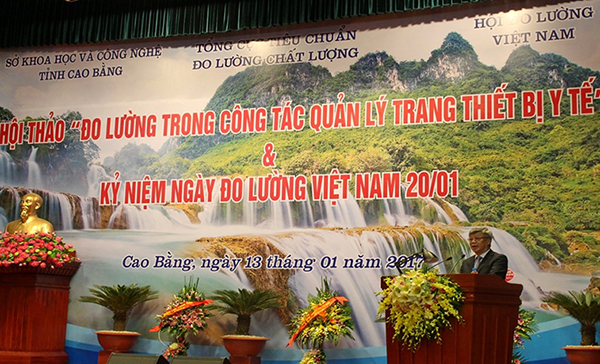 SỞ KHOA HỌC VÀ CÔNG NGHỆ
TỈNH CAO BẰNG
TỔNG CỤC TIÊU CHUẨN
ĐO LƯỜNG CHẤT LƯỢNG
HỘI ĐO LƯỜNG
VIỆT NAM
HỘI THẢO "ĐO LƯỜNG TRONG CÔNG TÁC QUẢN LÝ TRANG THIẾT BỊ Y TẾ"
&
KỶ NIỆM NGÀY ĐO LƯỜNG VIỆT NAM 20/01
Cao Bằng, ngày 13 tháng 01 năm 2017